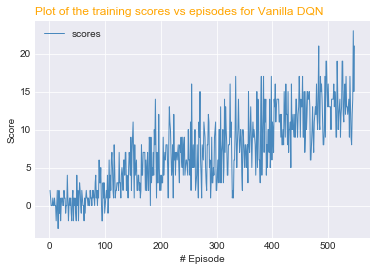 Plot of the training scores vs episodes for Vanilla DQN
scores
20
15
10
5
0
Score
0 100 200 300 400 500
# Episode